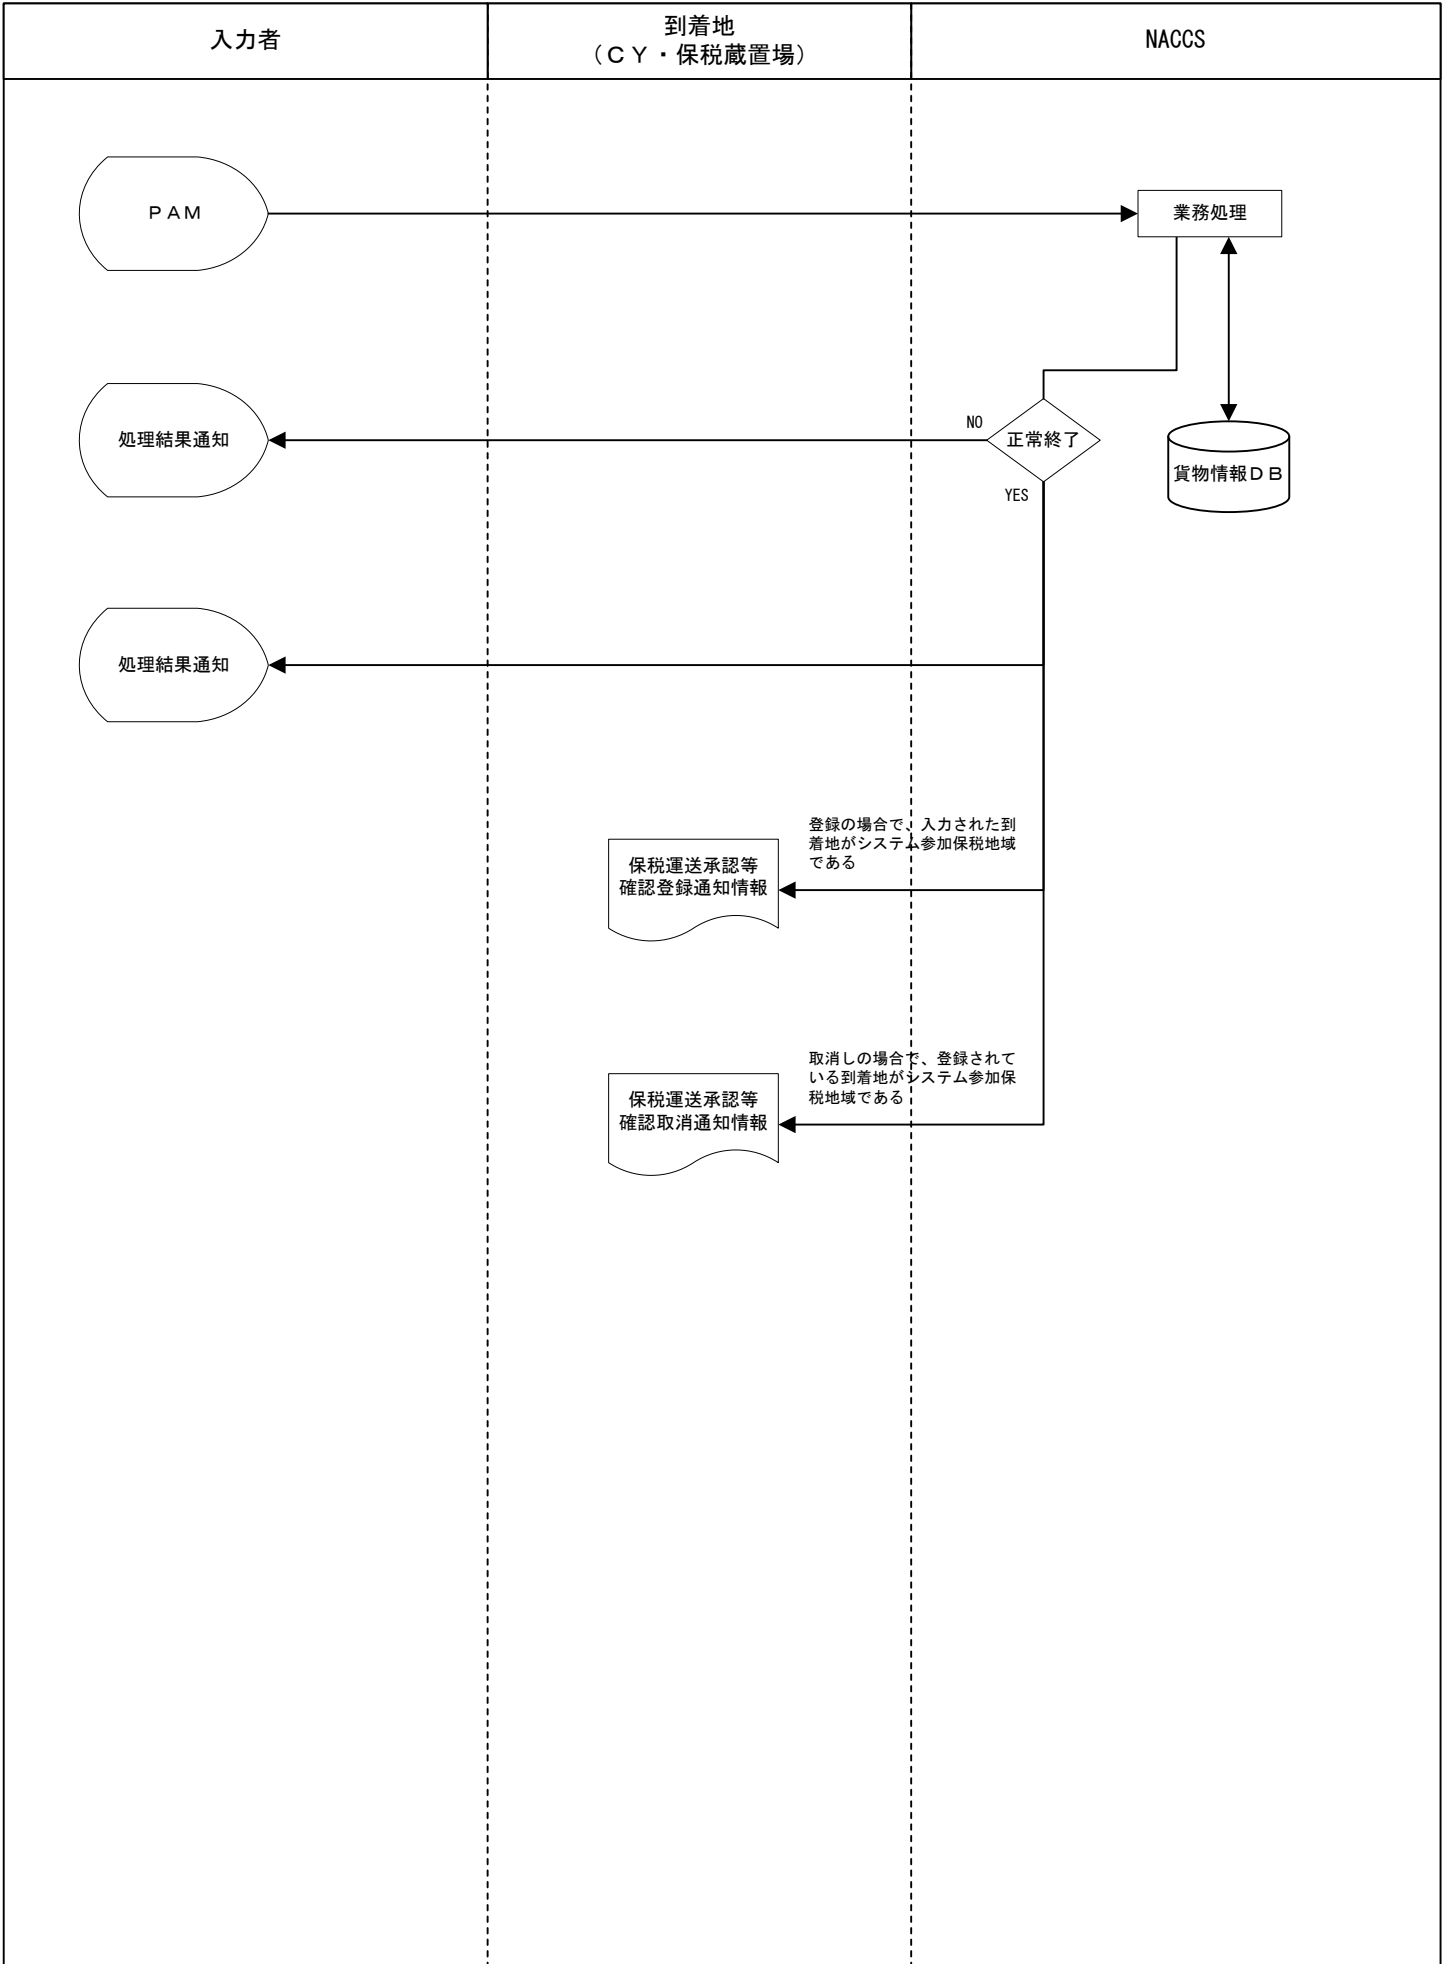 入力者
到着地
（ＣＹ・保税蔵置場）
NACCS
ＰＡＭ
業務処理
処理結果通知
NO
正常終了
YES
貨物情報ＤＢ
処理結果通知
保税運送承認等
確認登録通知情報
登録の場合で、入力された到
着地がシステム参加保税地域
である
保税運送承認等
確認取消通知情報
取消しの場合で、登録されて
いる到着地がシステム参加保
税地域である